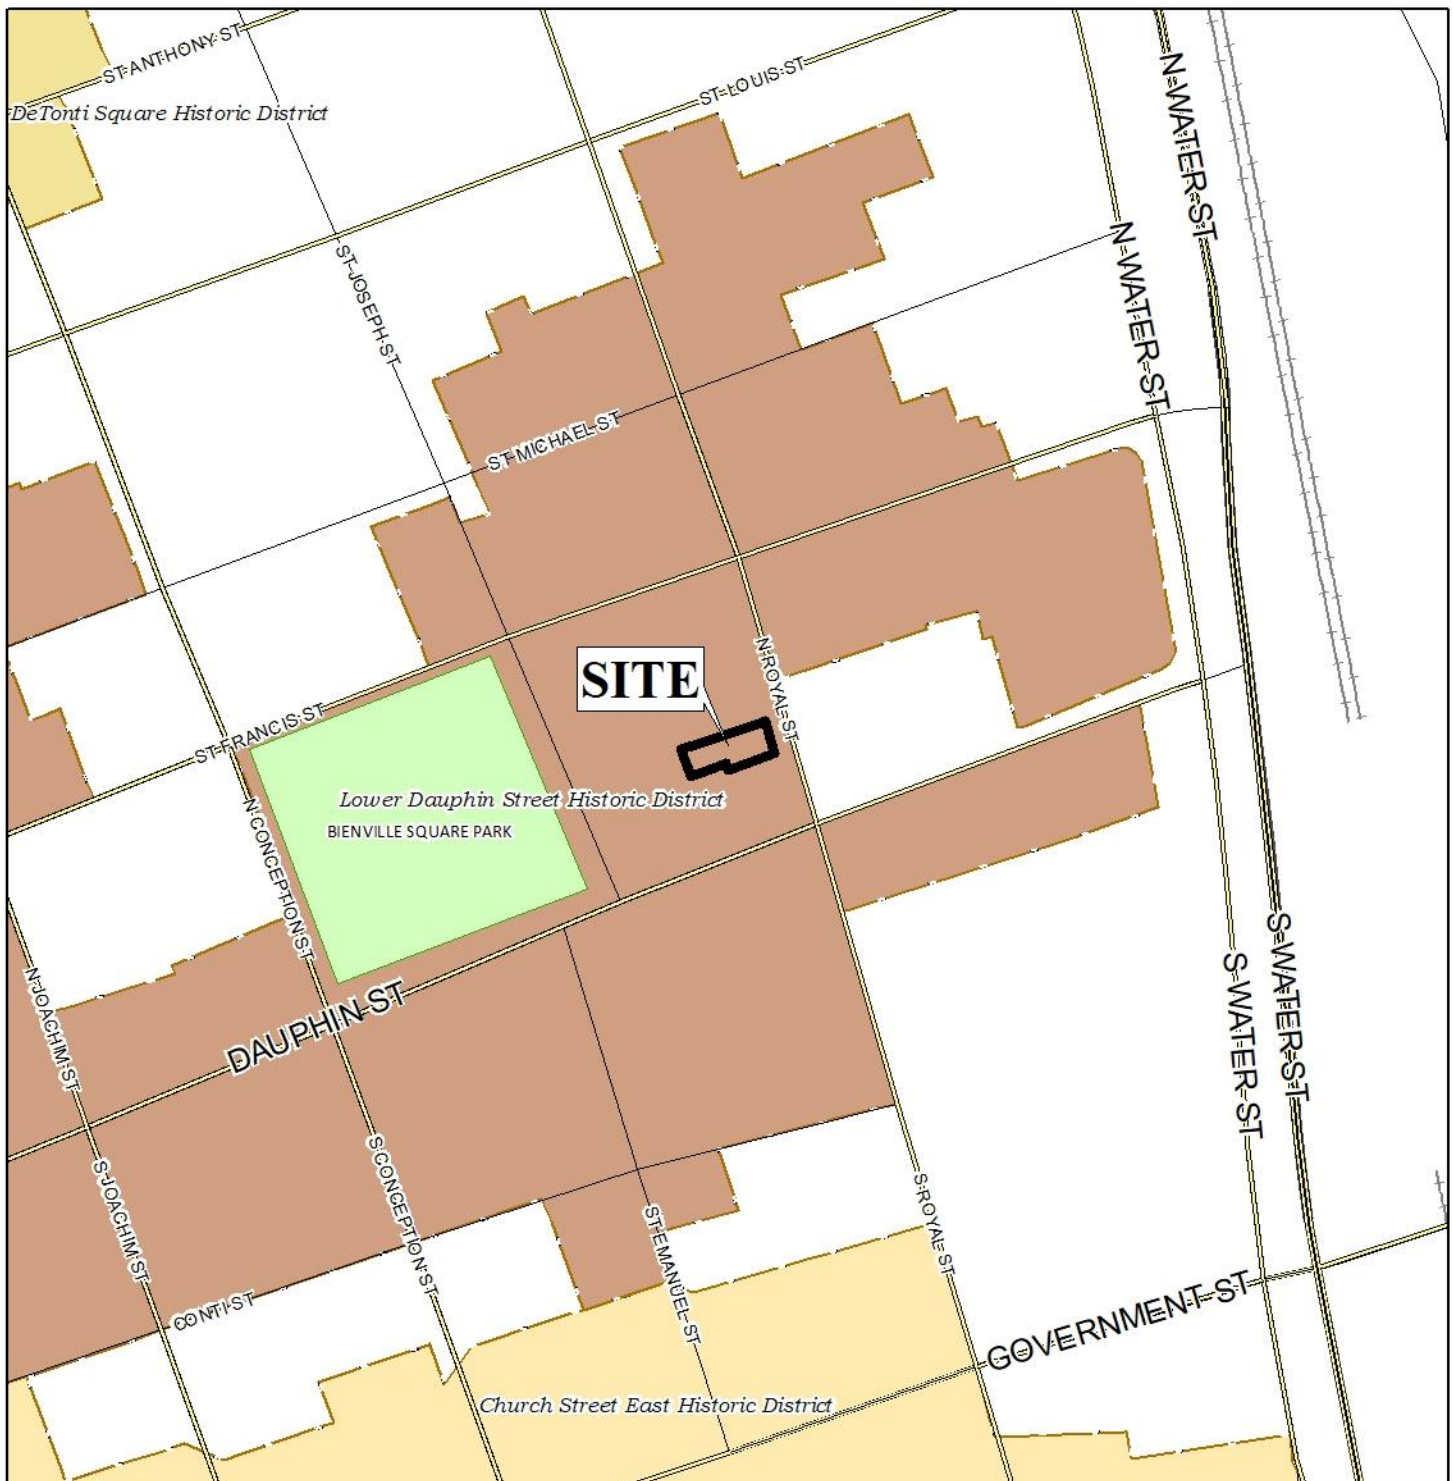 ST ANTHONY ST
DeTonti Square Historic District
ST LOUIS ST
N WATER ST
N WATER ST
ST JOSEPH ST
ST MICHAEL ST
N ROYAL ST
SITE
ST FRANCIS ST
Lower Dauphin Street Historic District
BIENVILLE SQUARE PARK
N CONCEPTION ST
N JOACHIM ST
DAUPHIN ST
S WATER ST
S WATER ST
S JOACHIM ST
S CONCEPTION ST
S ROYAL ST
ST EMANUEL ST
CONTI ST
GOVERNMENT ST
Church Street East Historic District